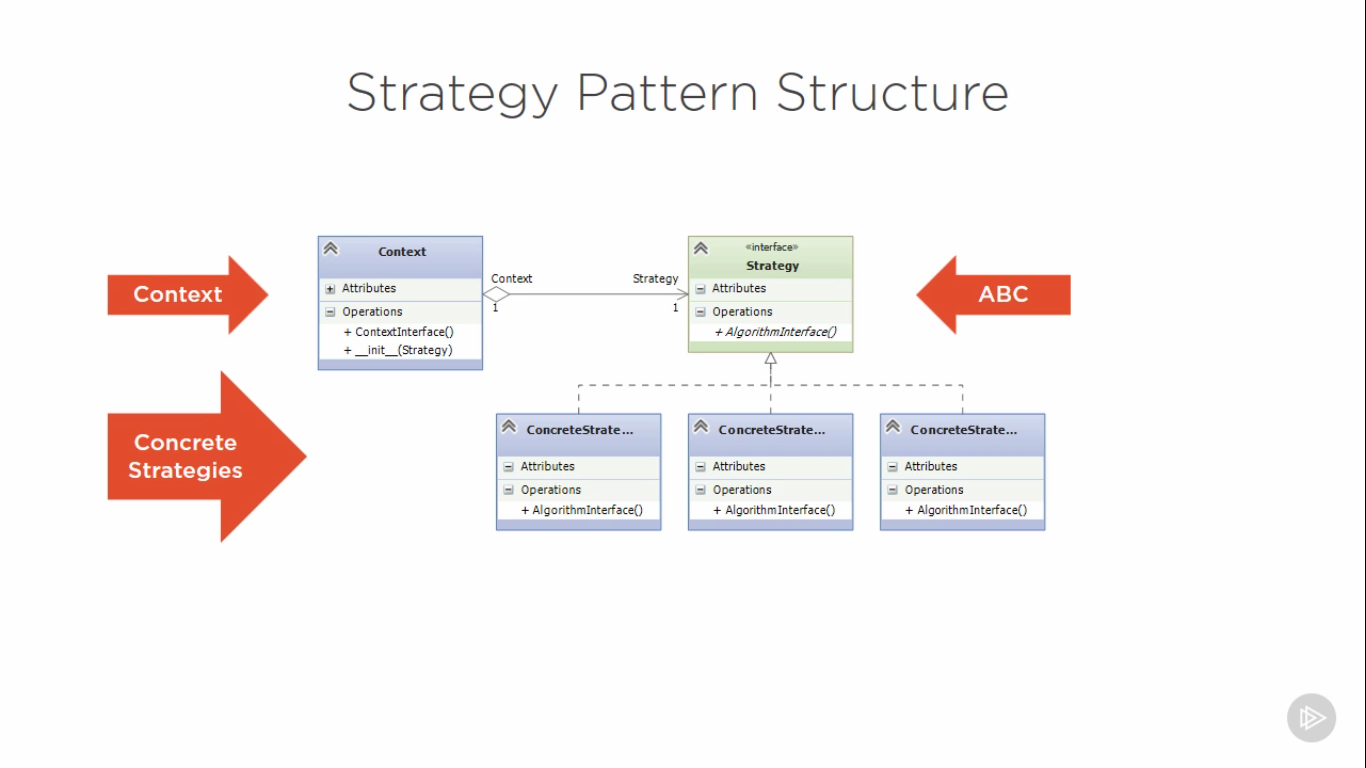 Strategy Pattern Structure
Context
Context
Attributes
Operations
+ ContextInterface()
+ __init__(Strategy)
Context
1
Strategy
1
«interface»
Strategy
Attributes
Operations
+ AlgorithmInterface()
ABC
Concrete
Strategies
ConcreteStrate...
Attributes
Operations
+ AlgorithmInterface()
ConcreteStrate...
Attributes
Operations
+ AlgorithmInterface()
ConcreteStrate...
Attributes
Operations
+ AlgorithmInterface()